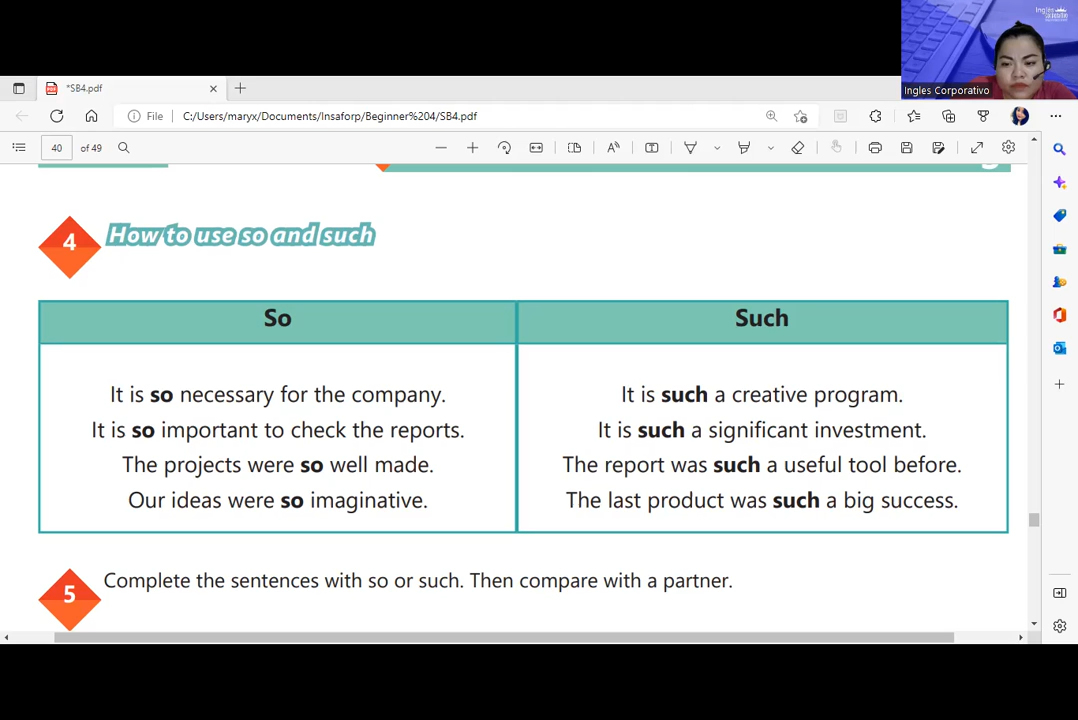 Ingles
Corporativo
Ingles Corporativo
*SB4.pdf
File
C:/Users/maryx/Documents/Insaforp/Beginner%204/SB4.pdf
40 of 49
4
How to use so and such
So
Such
It is so necessary for the company.
It is so important to check the reports.
The projects were so well made.
Our ideas were so imaginative.
It is such a creative program.
It is such a significant investment.
The report was such a useful tool before.
The last product was such a big success.
5
Complete the sentences with so or such. Then compare with a partner.